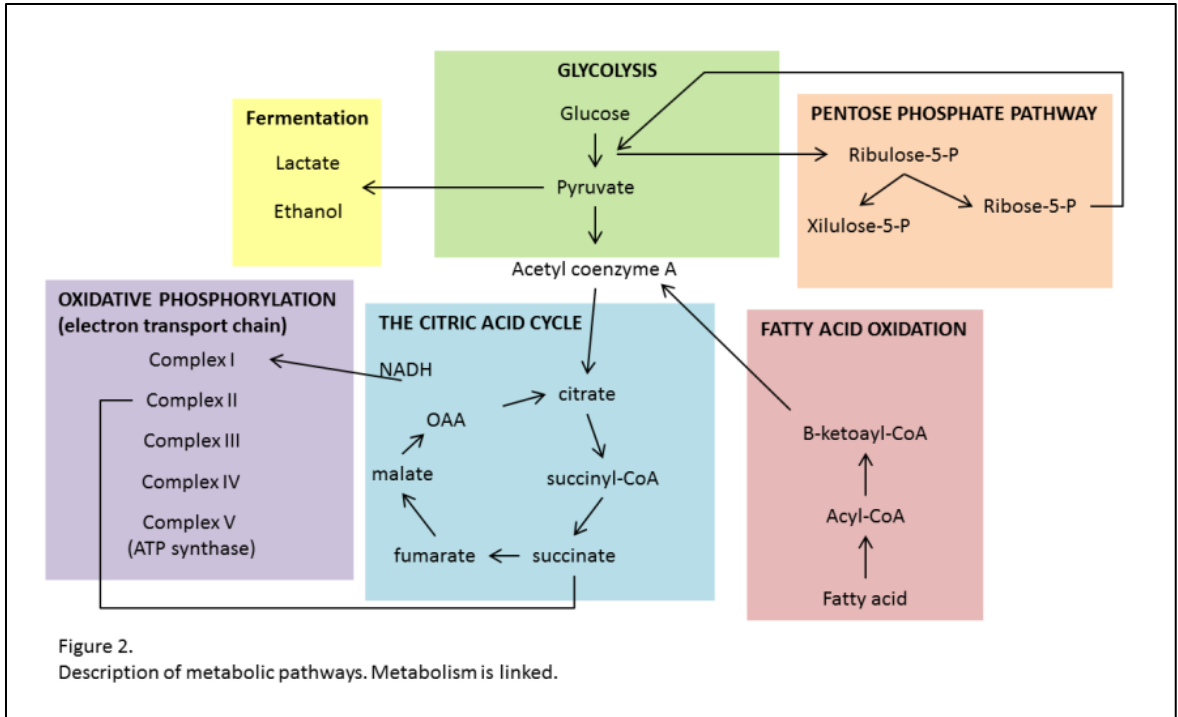 GLYCOLYSIS
Glucose
Pyruvate
Acetyl coenzyme A
Fermentation
Lactate
Ethanol
PENTOSE PHOSPHATE PATHWAY
Ribulose-5-P
Ribose-5-P
Xilulose-5-P
OXIDATIVE PHOSPHORYLATION
(electron transport chain)
Complex I
Complex II
Complex III
Complex IV
Complex V
(ATP synthase)
THE CITRIC ACID CYCLE
NADH
citrate
OAA
malate
succinyl-CoA
fumarate
succinate
FATTY ACID OXIDATION
B-ketoayl-CoA
Acyl-CoA
Fatty acid
Figure 2.
Description of metabolic pathways. Metabolism is linked.